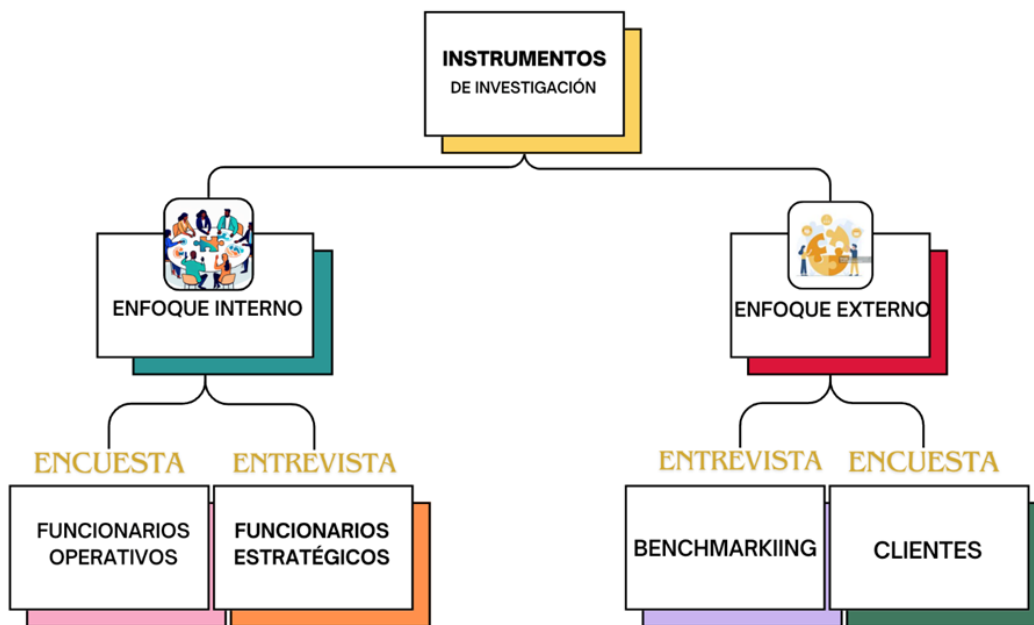 INSTRUMENTOS
DE INVESTIGACIÓN
ENFOQUE INTERNO
ENFOQUE EXTERNO
ENCUESTA
ENTREVISTA
ENTREVISTA
ENCUESTA
FUNCIONARIOS
OPERATIVOS
FUNCIONARIOS
ESTRATÉGICOS
BENCHMARKIING
CLIENTES